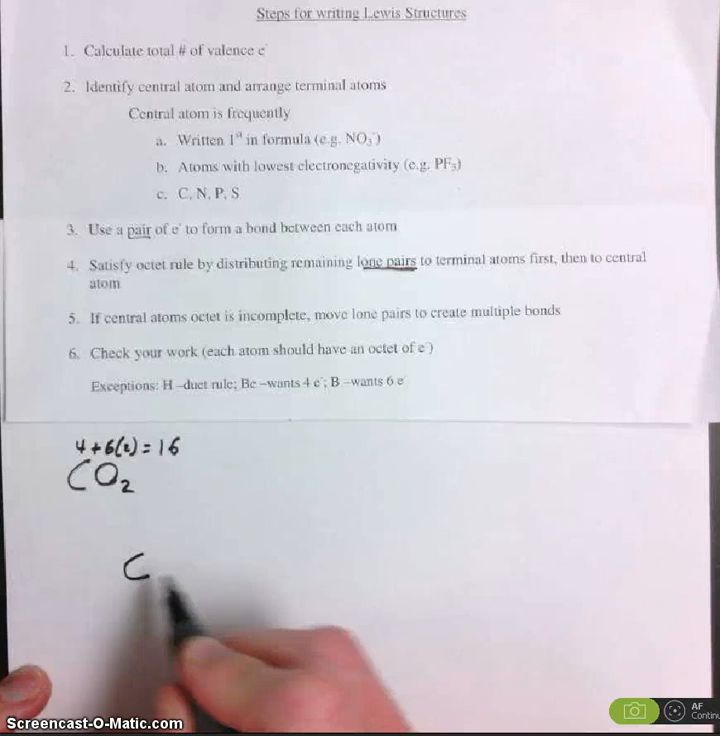 Steps for writing Lewis Structures
1. Calculate total # of valence e⁻
2. Identify central atom and arrange terminal atoms
Central atom is frequently
a. Written 1st in formula (e.g. NO₃⁻)
b. Atoms with lowest electronegativity (e.g. PF₃)
c. C, N, P, S
3. Use a pair of e⁻ to form a bond between each atom
4. Satisfy octet rule by distributing remaining lone pairs to terminal atoms first, then to central
atom
5. If central atoms octet is incomplete, move lone pairs to create multiple bonds
6. Check your work (each atom should have an octet of e⁻)
Exceptions: H –duet rule; Be –wants 4 e⁻; B –wants 6 e⁻
4+6(2)=16
CO₂
C
Screencast-O-Matic.com
AF
Continu